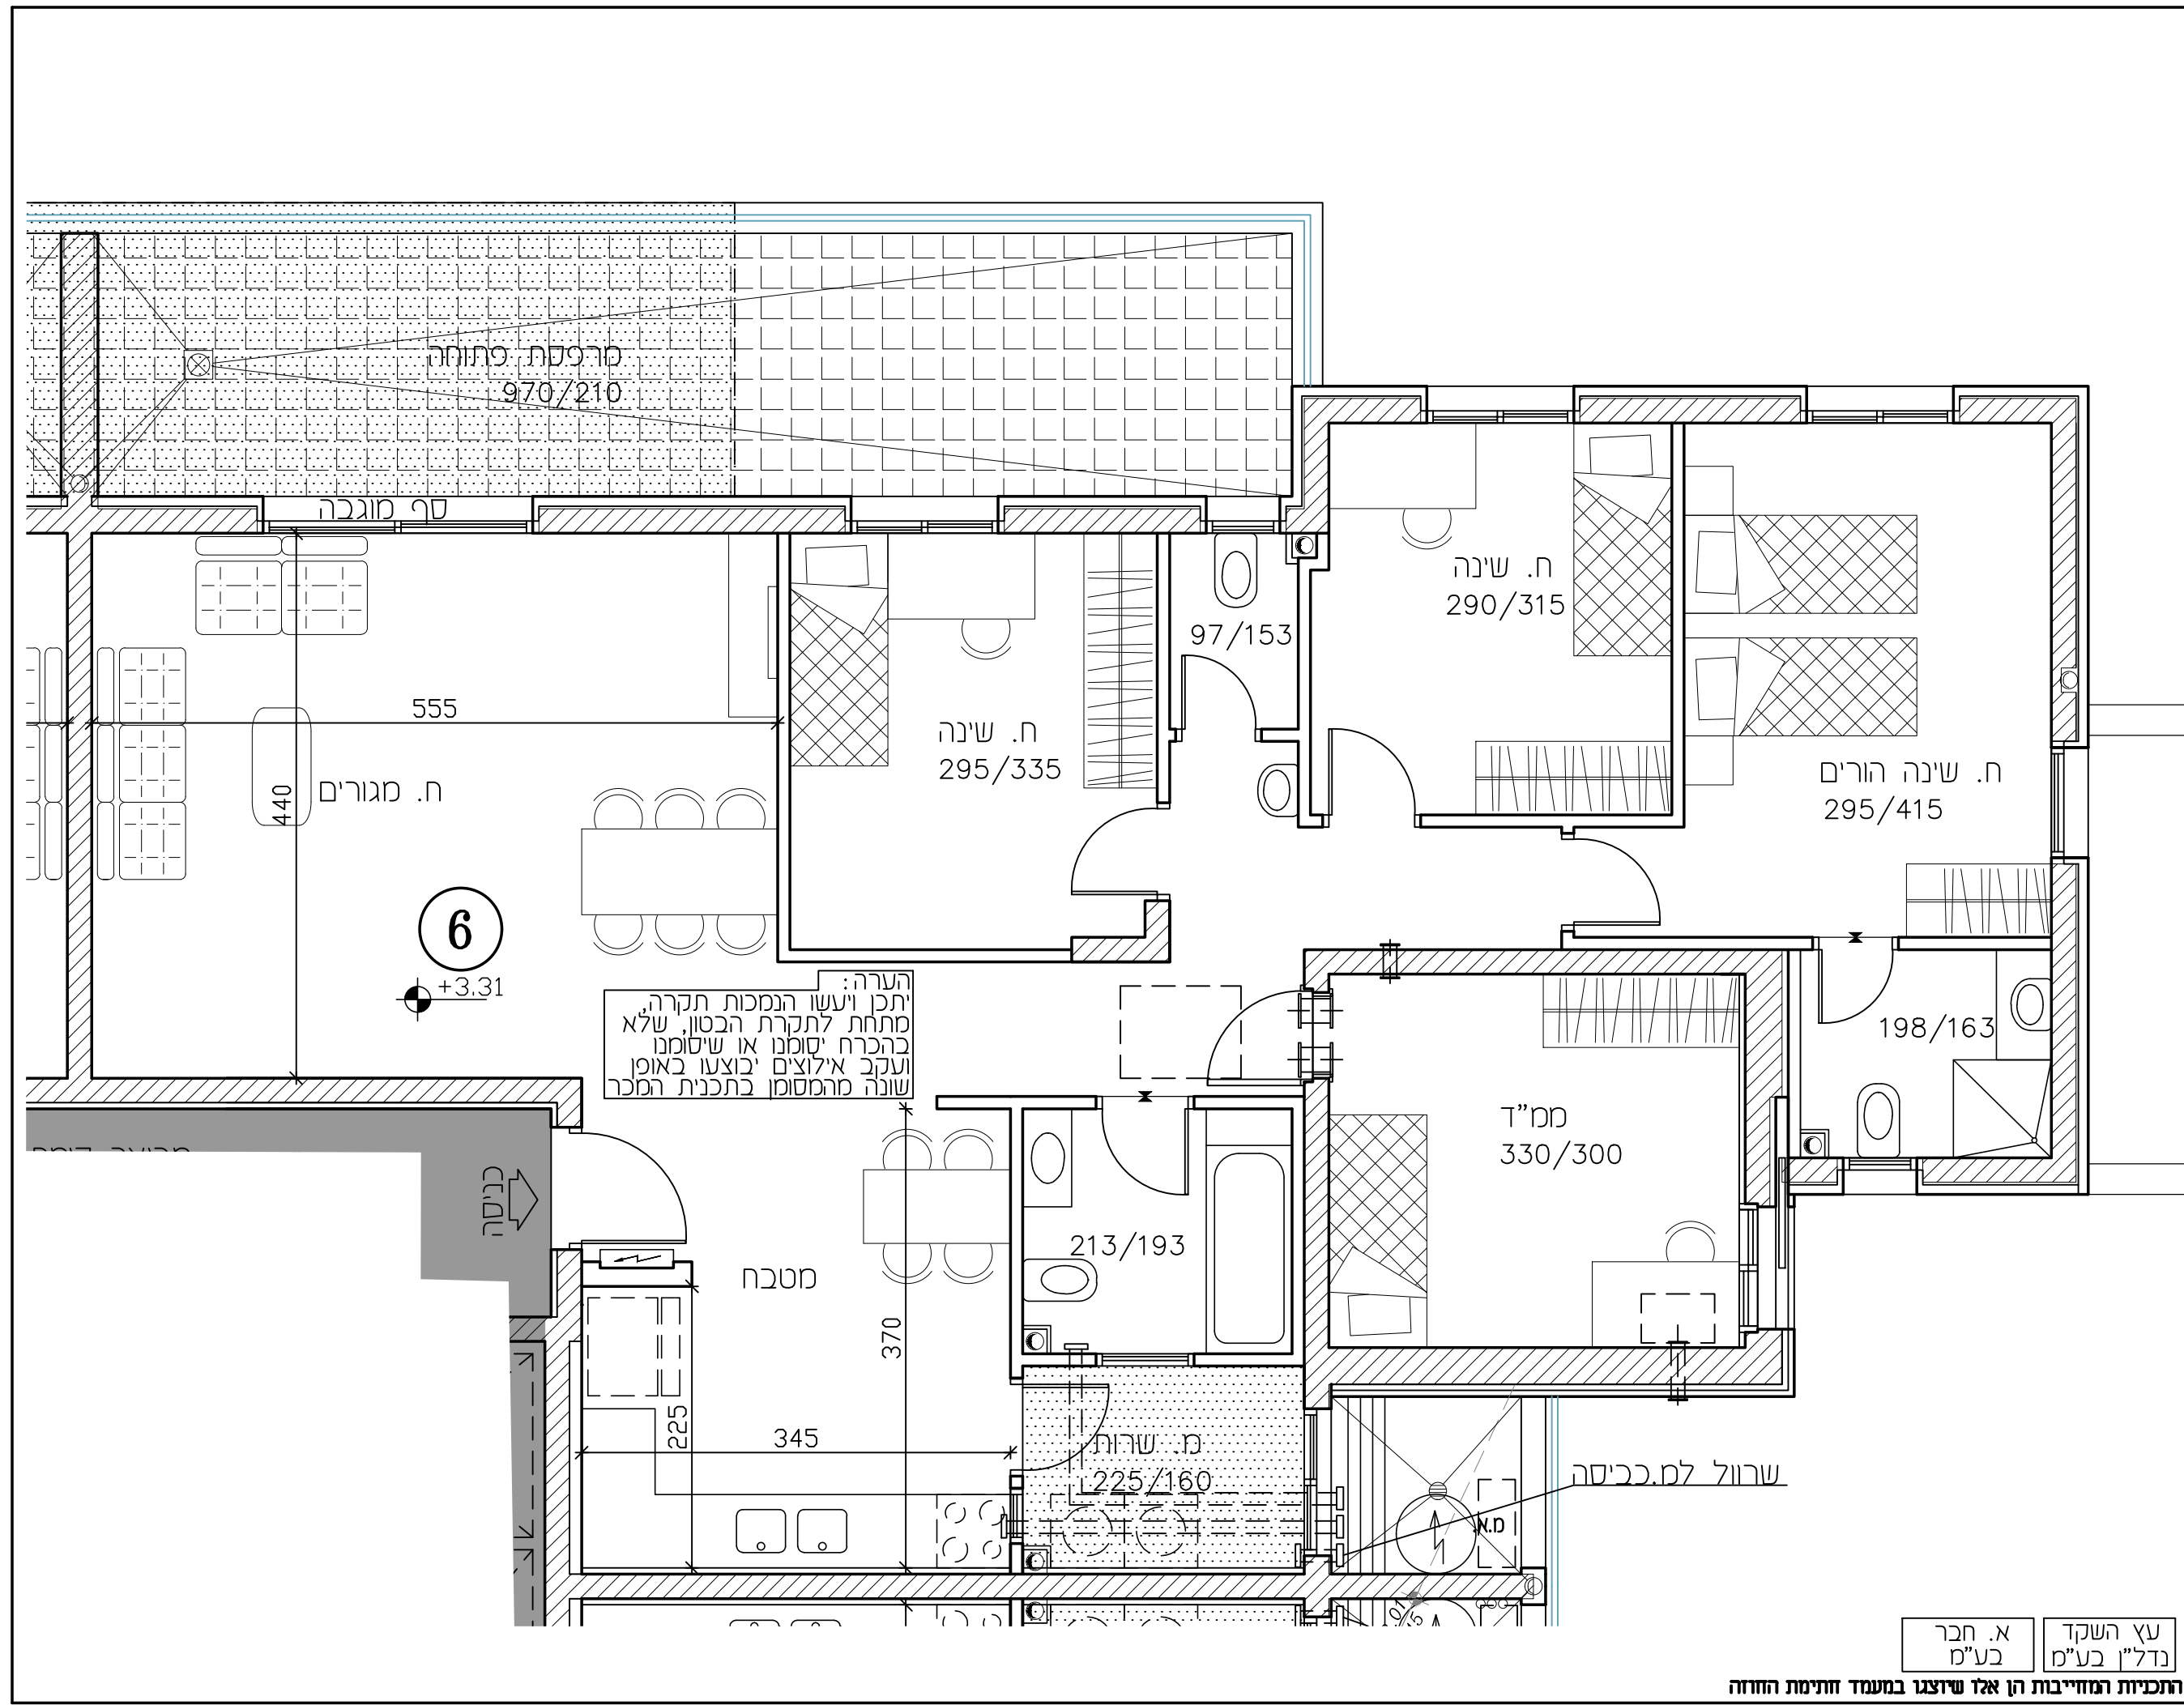 מרפסת פתוחה
970/210
סף מוגבה
ח. שינה
290/315
97/153
555
ח. שינה
295/335
440
ח. מגורים
ח. שינה הורים
295/415
6
+3.31
הערה:
יתכן ויעשו הנמכות תקרה,
מתחת לתקרת הבטון, שלא
בהכרח יסומנו או שיסומנו
ועקב אילוצים יבוצעו באופן
שונה מהמסומן בתכנית המכר
198/163
ממ"ד
330/300
כניסה
213/193
מטבח
370
225
345
מ. שרות
225/160
שרוול למ.כביסה
מ.א.
עץ השקד
נדל"ן בע"מ
א. חבר
בע"מ
התכניות המחייבות הן אלו שיוצגו במעמד חתימת החוזה